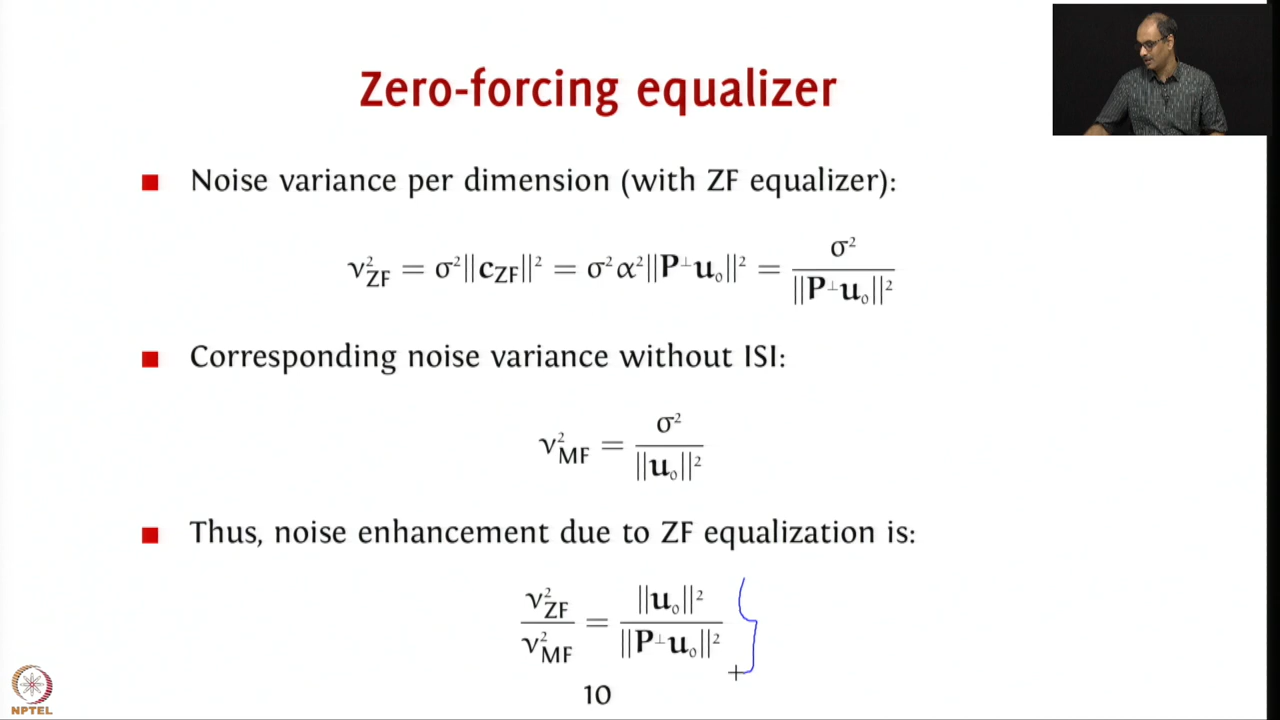 Zero-forcing equalizer
Noise variance per dimension (with ZF equalizer):
ν²_ZF = σ²||c_ZF||² = σ²α²||P^⊥u₀||² = σ² / ||P^⊥u₀||²
Corresponding noise variance without ISI:
ν²_MF = σ² / ||u₀||²
Thus, noise enhancement due to ZF equalization is:
ν²_ZF / ν²_MF = ||u₀||² / ||P^⊥u₀||²
NPTEL
10